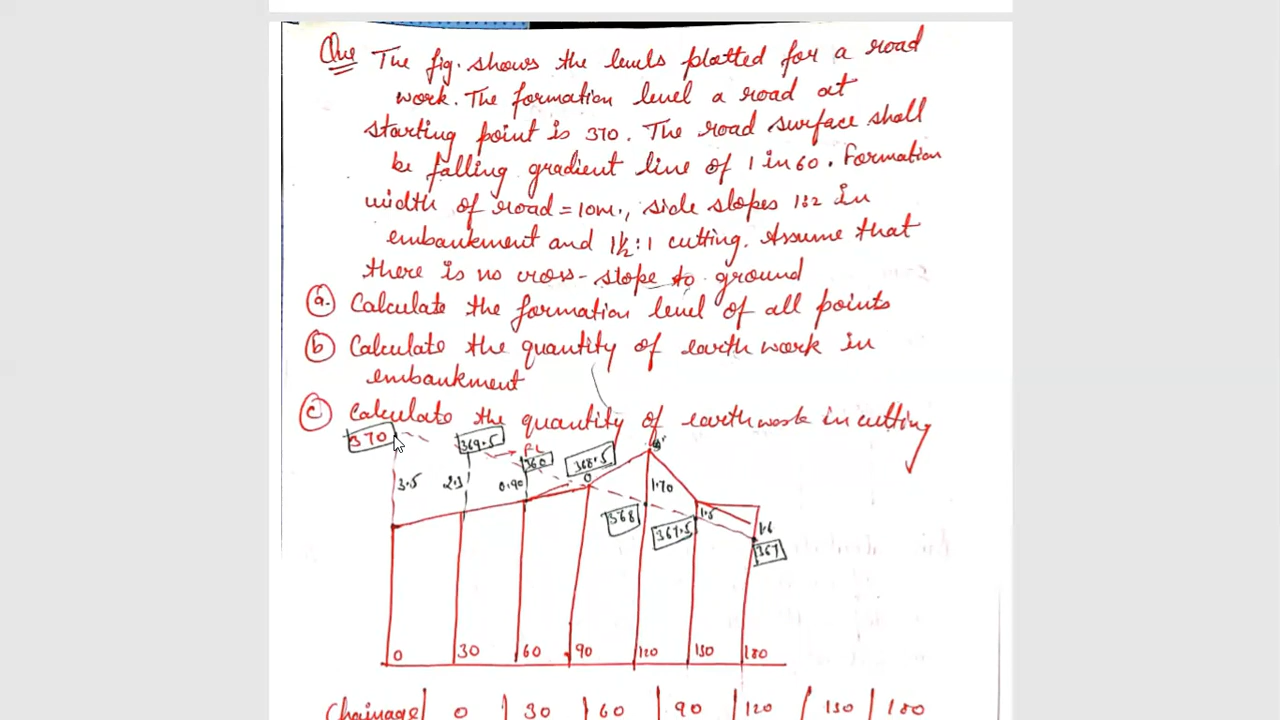 Que The fig. shows the levels plotted for a road
work. The formation level a road at
starting point is 370. The road surface shall
be falling gradient line of 1 in 60. Formation
width of road = 10m., side slopes 1:2 in
embankment and 1½:1 cutting. Assume that
there is no cross-slope to ground
(a.) Calculate the formation level of all points
(b) Calculate the quantity of earth work in
embankment
(c) Calculate the quantity of earthwork in cutting
370 369.5 FL 360 368.5
3.5 2.3 0.90 0 1.70
368 367.5 1.5 1.6 367
0 30 60 90 120 150 180
Chainage 0 30 60 90 120 150 180